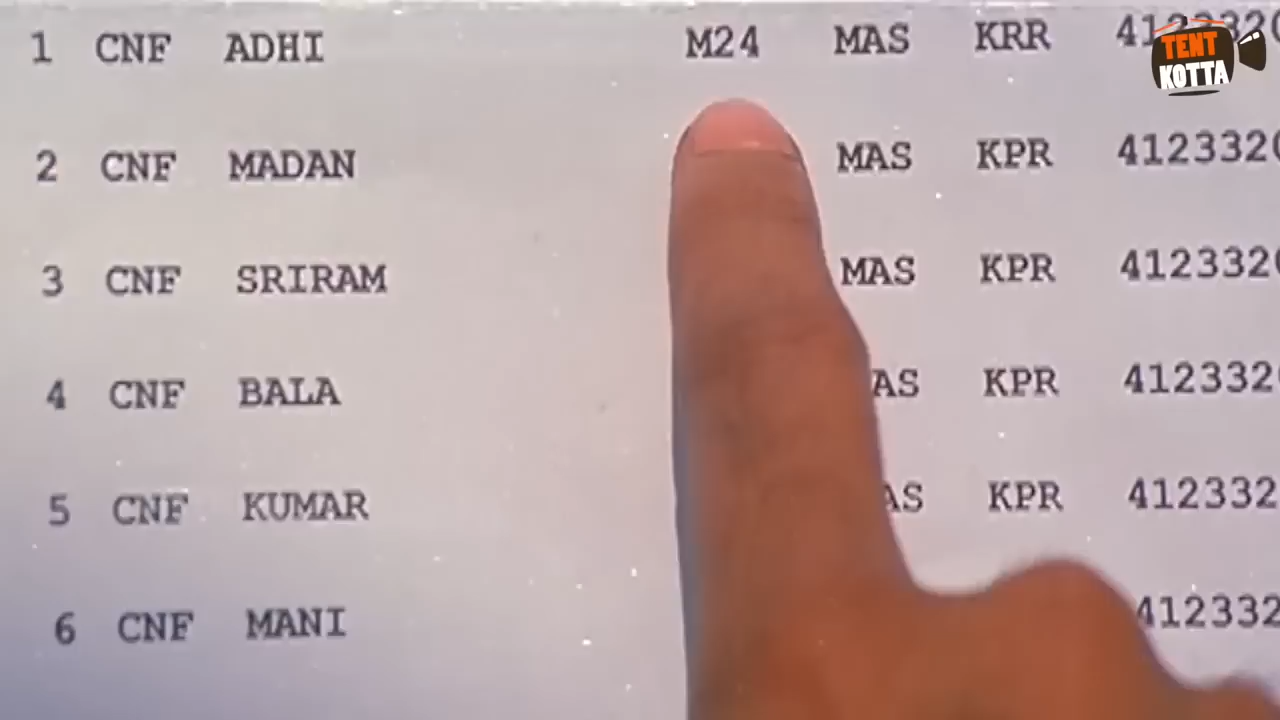 1 CNF ADHI M24 MAS KRR
2 CNF MADAN MAS KPR 412332
3 CNF SRIRAM MAS KPR 412332
4 CNF BALA KPR 412332
5 CNF KUMAR KPR 412332
6 CNF MANI 412332
TENT
KOTTA